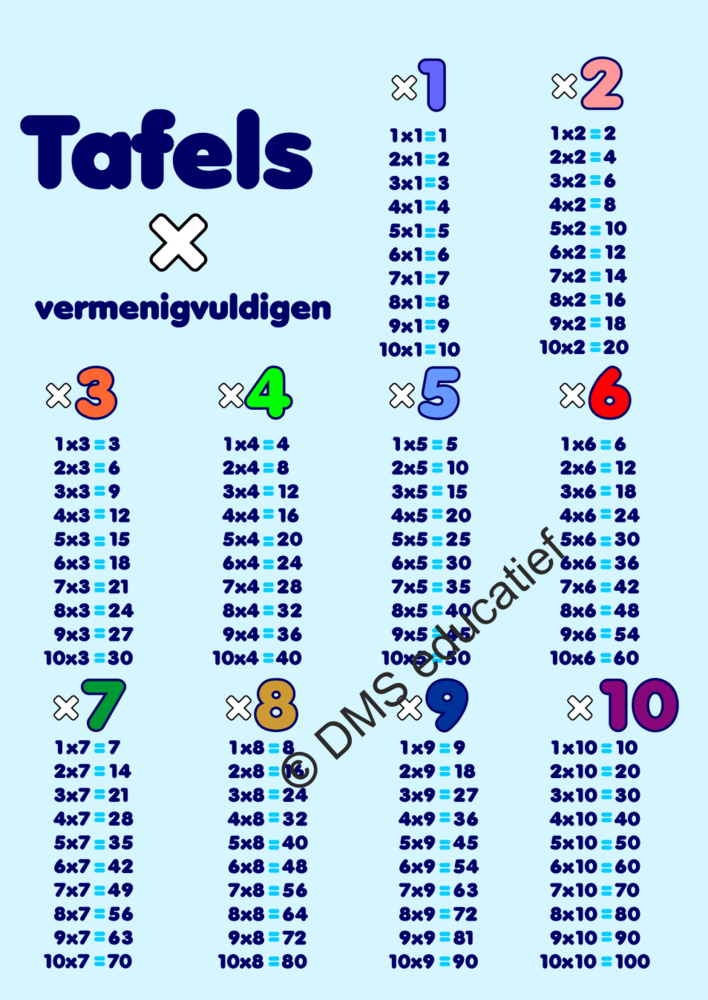 Tafels
×
vermenigvuldigen
×1
1x1=1
2x1=2
3x1=3
4x1=4
5x1=5
6x1=6
7x1=7
8x1=8
9x1=9
10x1=10
×2
1x2=2
2x2=4
3x2=6
4x2=8
5x2=10
6x2=12
7x2=14
8x2=16
9x2=18
10x2=20
×3
1x3=3
2x3=6
3x3=9
4x3=12
5x3=15
6x3=18
7x3=21
8x3=24
9x3=27
10x3=30
×4
1x4=4
2x4=8
3x4=12
4x4=16
5x4=20
6x4=24
7x4=28
8x4=32
9x4=36
10x4=40
×5
1x5=5
2x5=10
3x5=15
4x5=20
5x5=25
6x5=30
7x5=35
8x5=40
9x5=45
10x5=50
×6
1x6=6
2x6=12
3x6=18
4x6=24
5x6=30
6x6=36
7x6=42
8x6=48
9x6=54
10x6=60
×7
1x7=7
2x7=14
3x7=21
4x7=28
5x7=35
6x7=42
7x7=49
8x7=56
9x7=63
10x7=70
×8
1x8=8
2x8=16
3x8=24
4x8=32
5x8=40
6x8=48
7x8=56
8x8=64
9x8=72
10x8=80
×9
1x9=9
2x9=18
3x9=27
4x9=36
5x9=45
6x9=54
7x9=63
8x9=72
9x9=81
10x9=90
×10
1x10=10
2x10=20
3x10=30
4x10=40
5x10=50
6x10=60
7x10=70
8x10=80
9x10=90
10x10=100
© DMS educatief